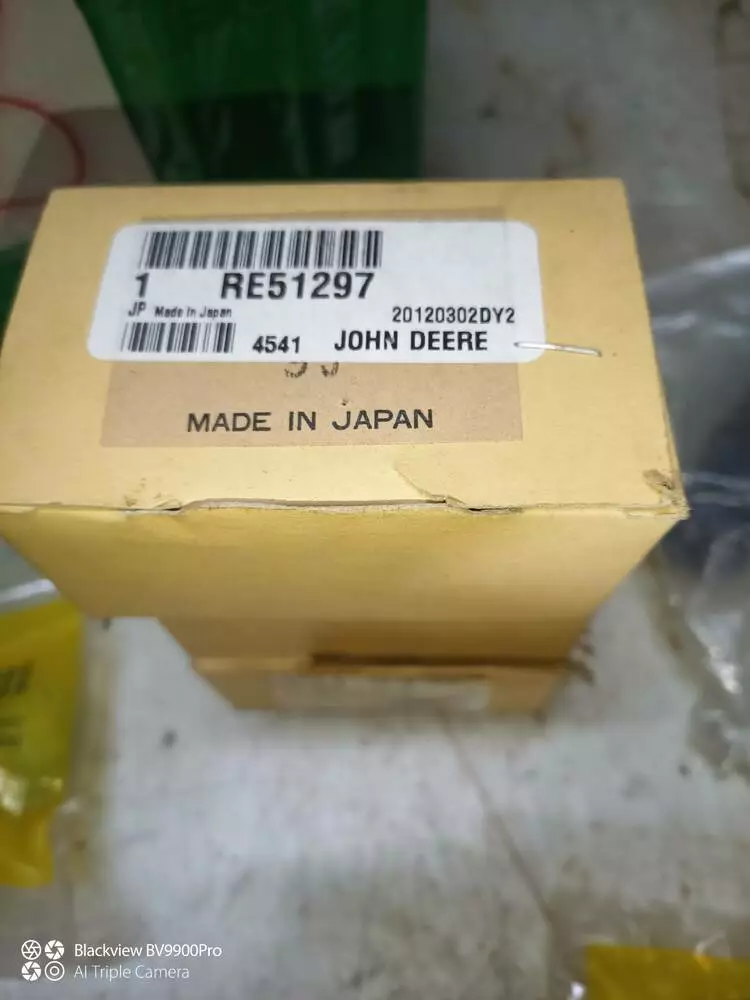 1 RE51297
JP Made In Japan 20120302DY2
4541 JOHN DEERE
MADE IN JAPAN
Blackview BV9900Pro
AI Triple Camera